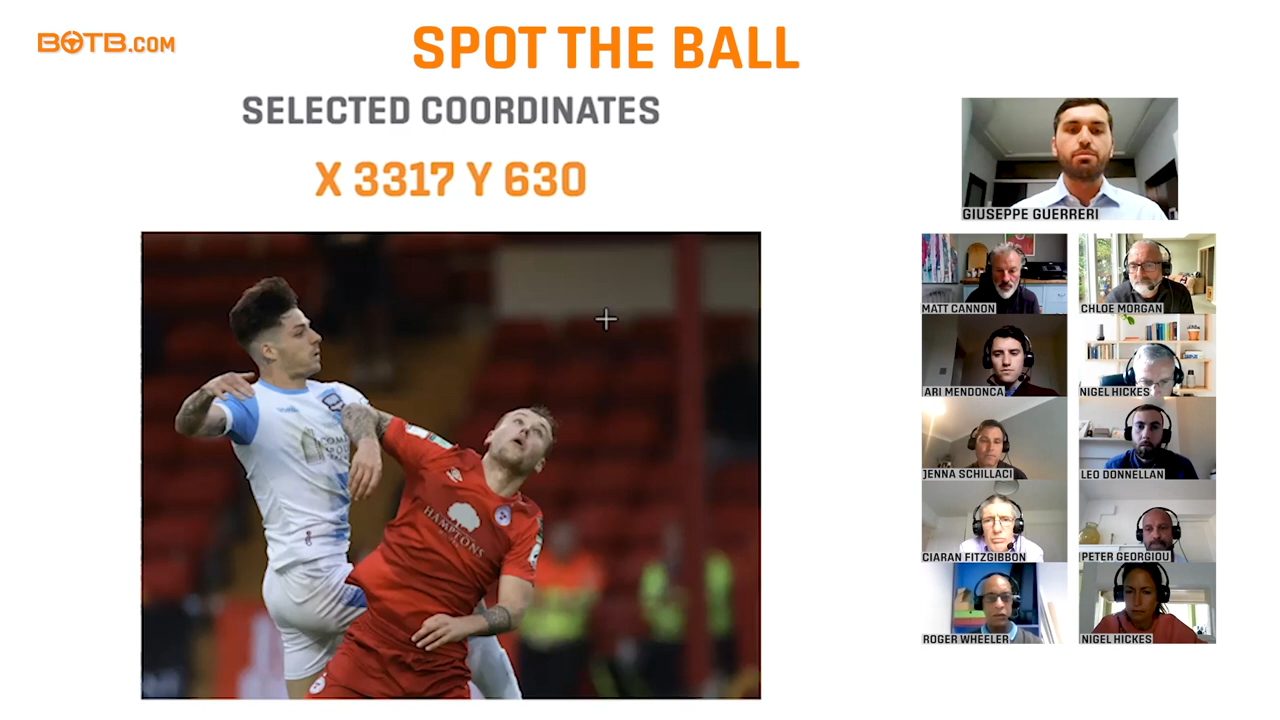 BOTB.COM
SPOT THE BALL
SELECTED COORDINATES
X 3317 Y 630
GIUSEPPE GUERRERI
MATT CANNON
CHLOE MORGAN
ARI MENDONCA
NIGEL HICKES
JENNA SCHILLACI
LEO DONNELLAN
CIARAN FITZGIBBON
PETER GEORGIOU
ROGER WHEELER
NIGEL HICKES
HAMPTONS